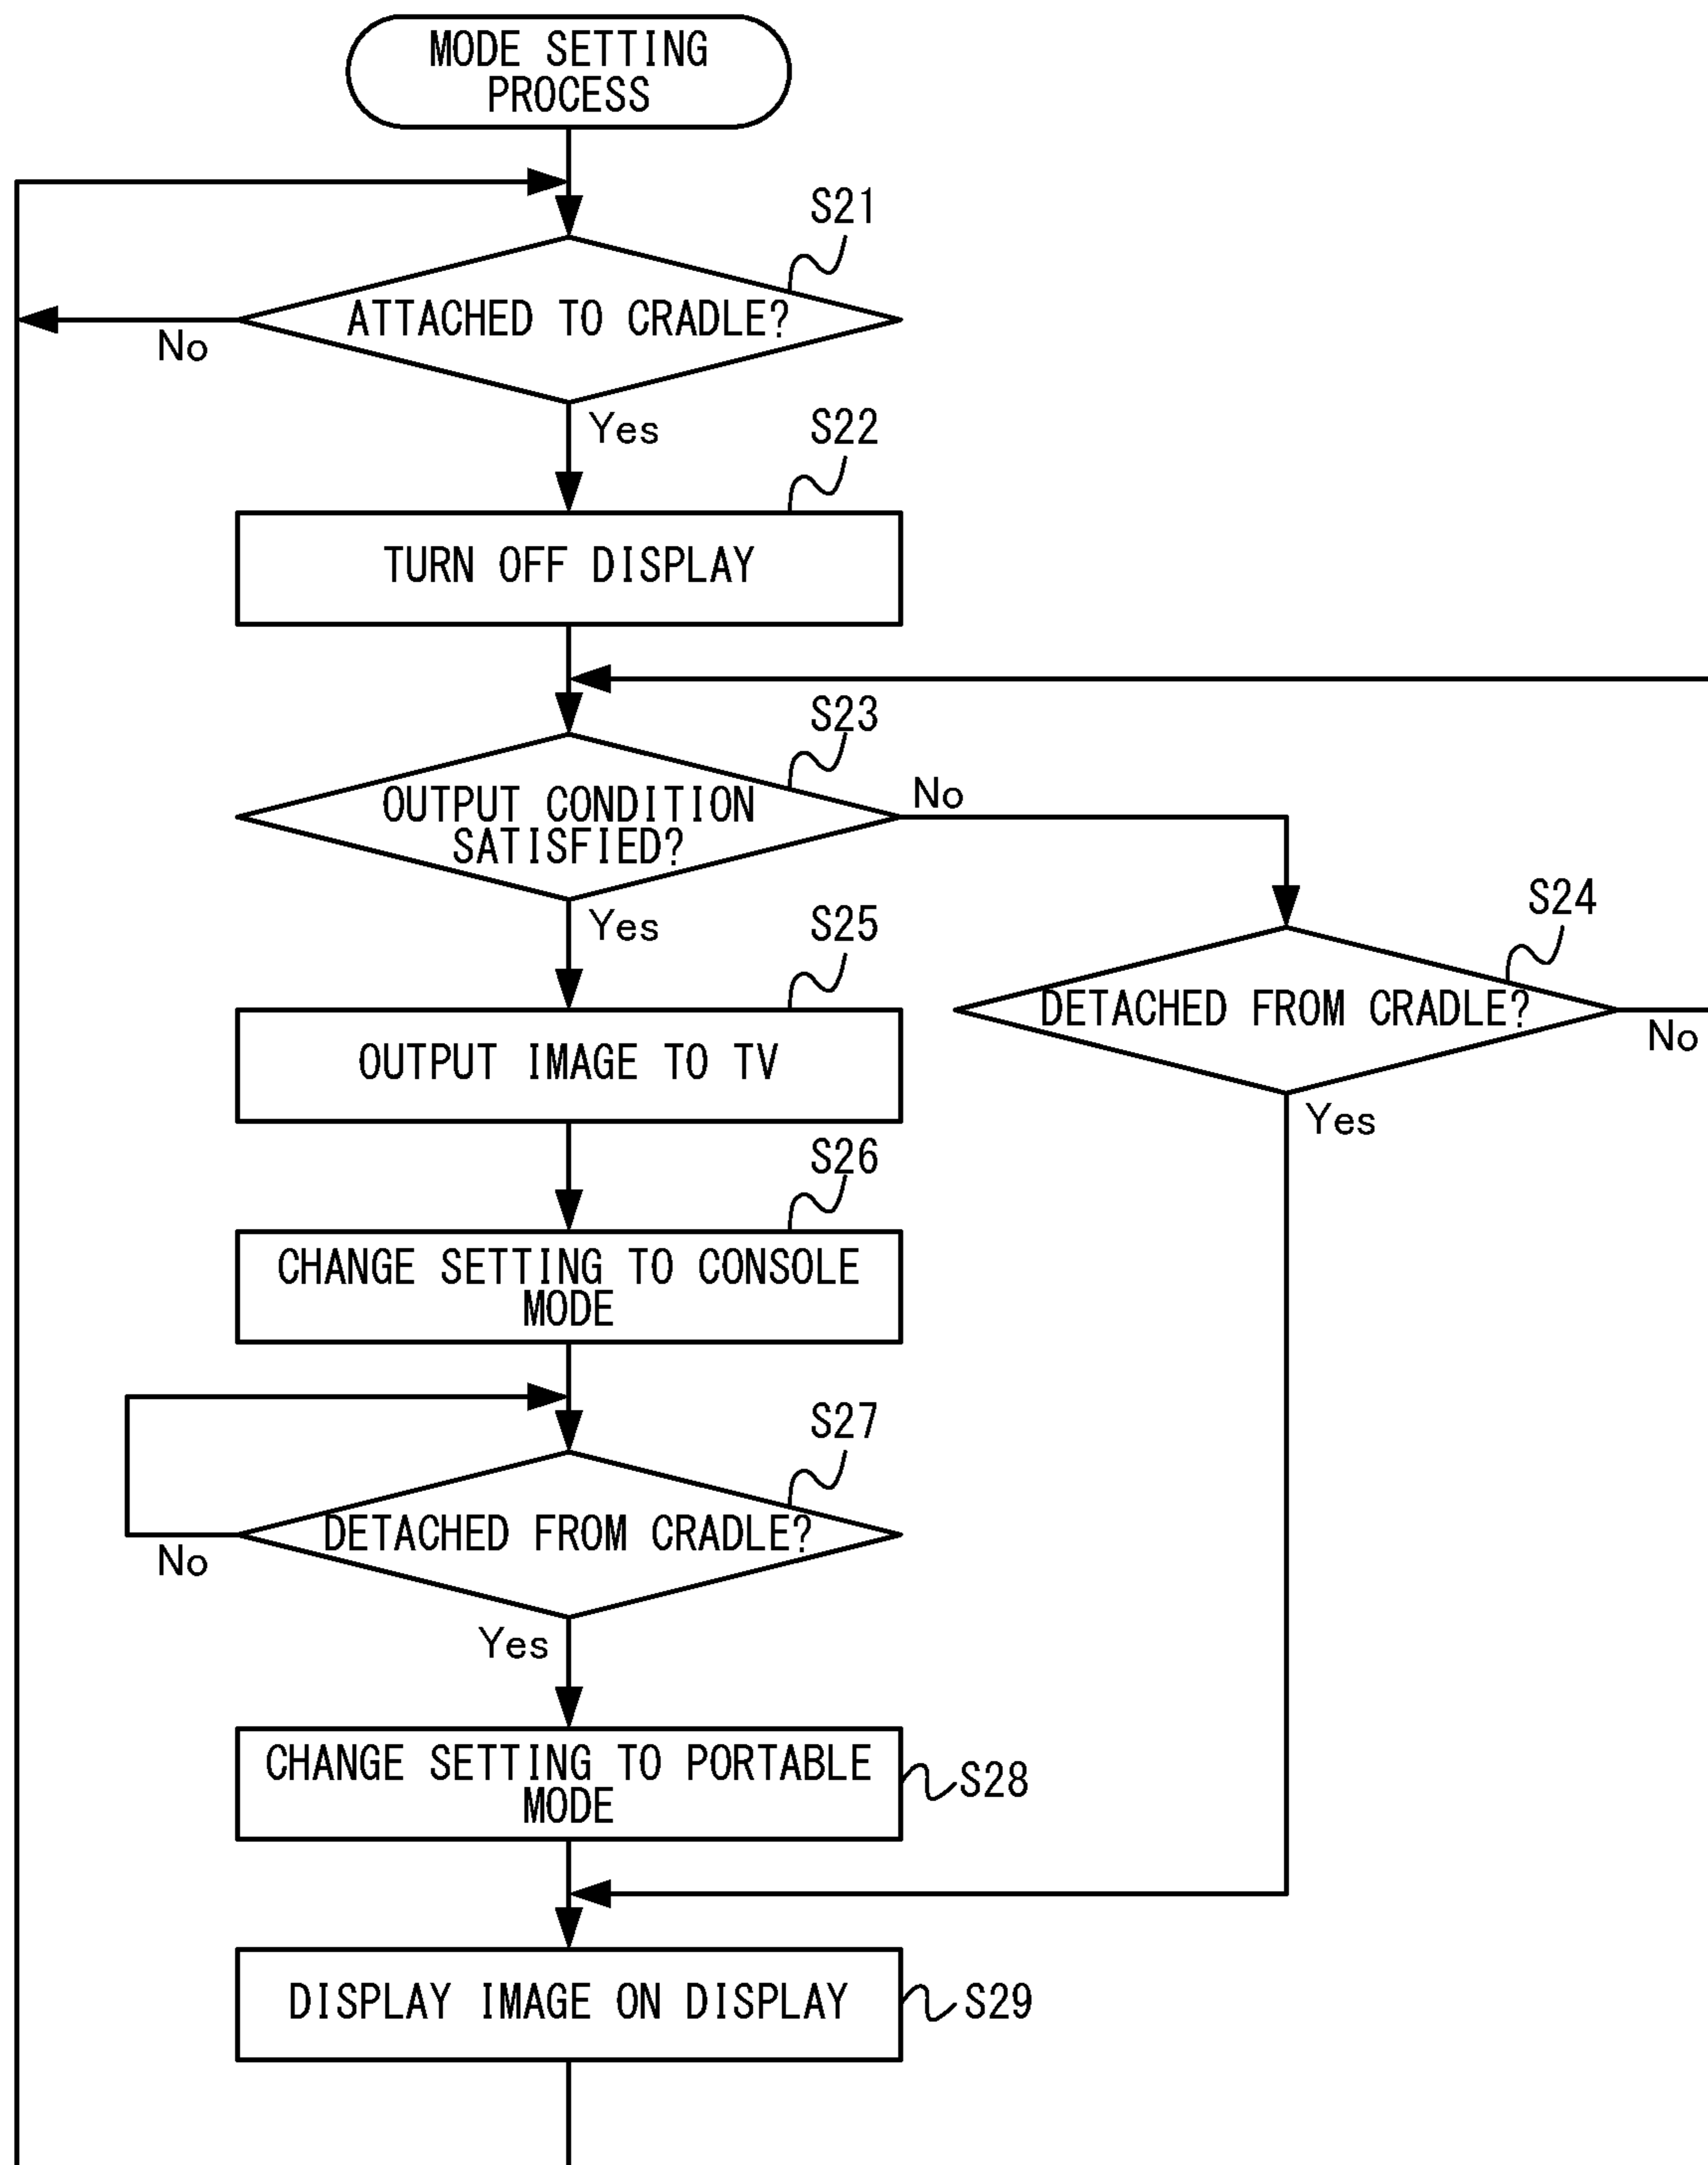 MODE SETTING
PROCESS
S21
ATTACHED TO CRADLE?
No
Yes
S22
TURN OFF DISPLAY
S23
OUTPUT CONDITION
SATISFIED?
No
Yes
S24
DETACHED FROM CRADLE?
No
Yes
S25
OUTPUT IMAGE TO TV
S26
CHANGE SETTING TO CONSOLE
MODE
S27
DETACHED FROM CRADLE?
No
Yes
CHANGE SETTING TO PORTABLE
MODE
S28
DISPLAY IMAGE ON DISPLAY
S29